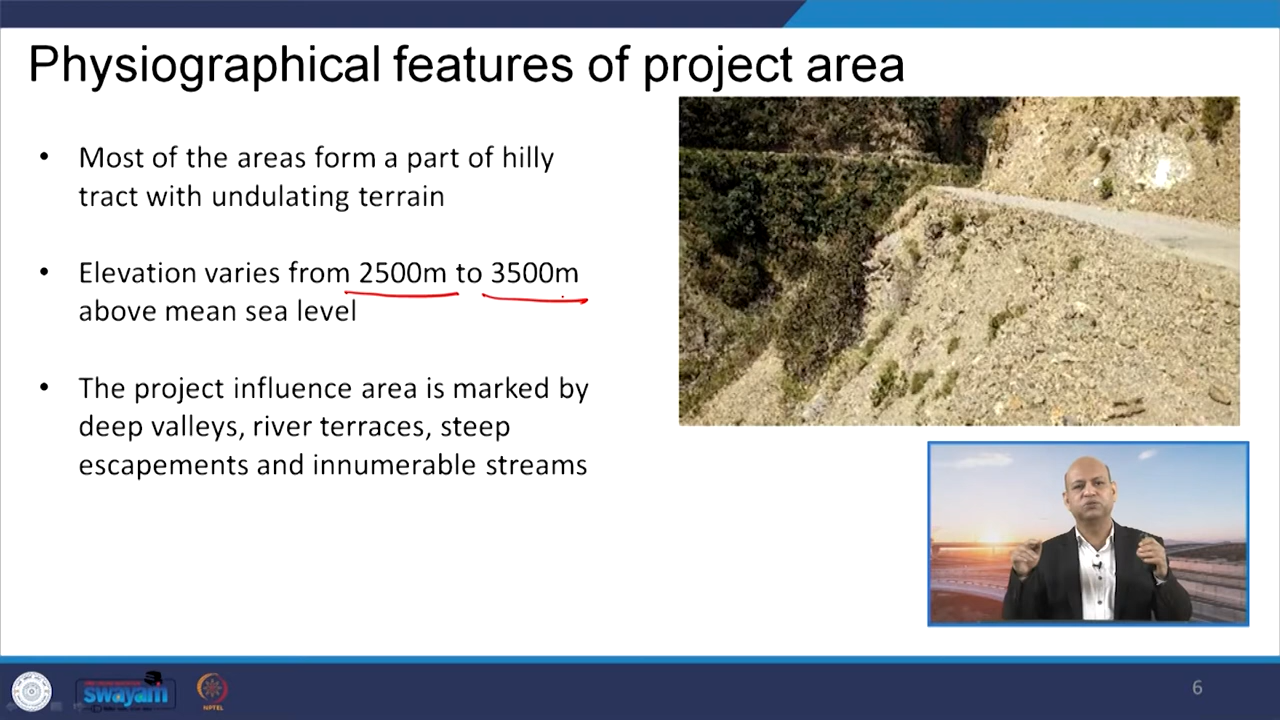 Physiographical features of project area
• Most of the areas form a part of hilly
tract with undulating terrain
• Elevation varies from 2500m to 3500m
above mean sea level
• The project influence area is marked by
deep valleys, river terraces, steep
escapements and innumerable streams
swayam
NPTEL
6